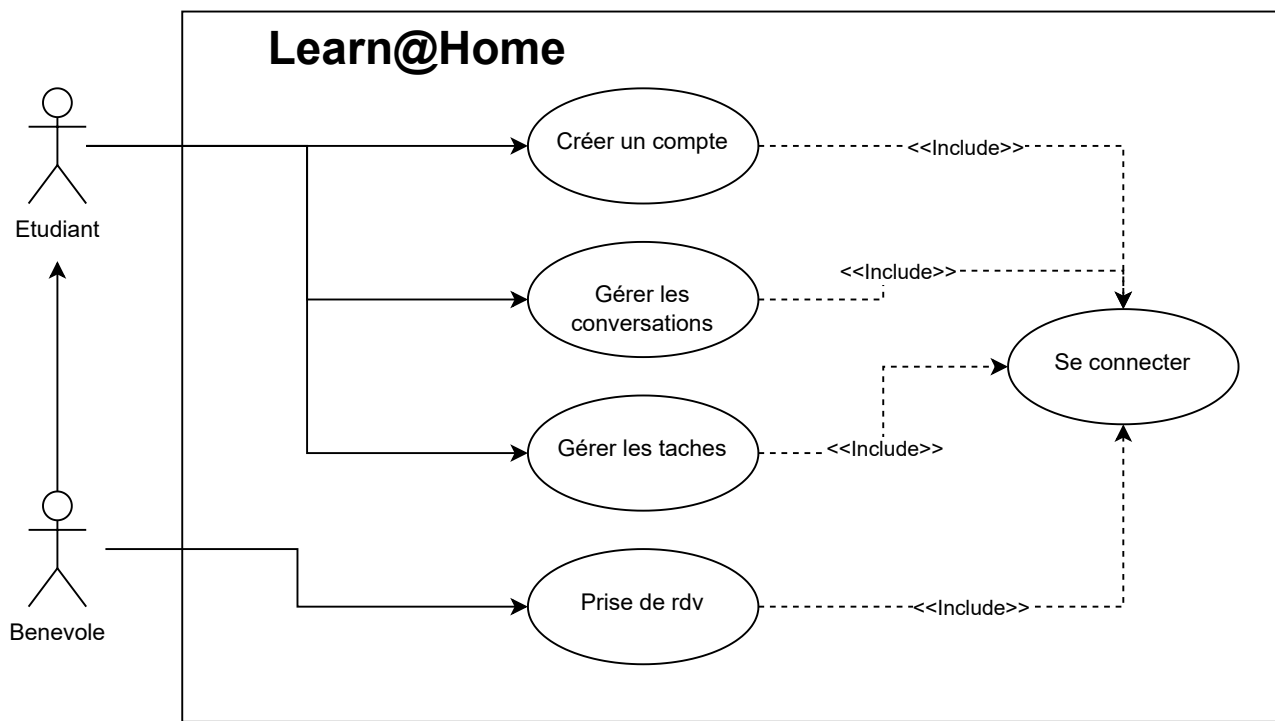 Learn@Home
Créer un compte
<<Include>>
Etudiant
<<Include>>
Gérer les
conversations
Se connecter
Gérer les taches
<<Include>>
Prise de rdv
<<Include>>
Benevole